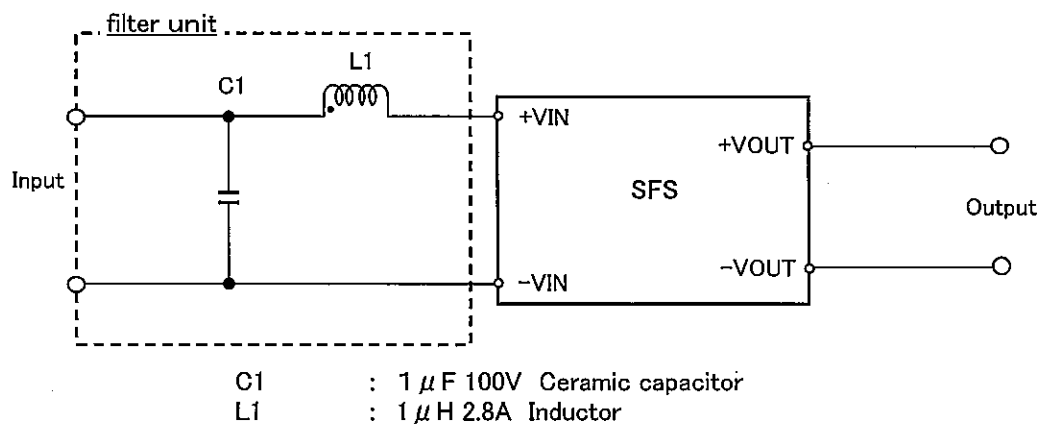 filter unit
L1
C1
+VIN
+VOUT
Input
SFS
Output
-VIN
-VOUT
C1 : 1μF 100V Ceramic capacitor
L1 : 1μH 2.8A Inductor